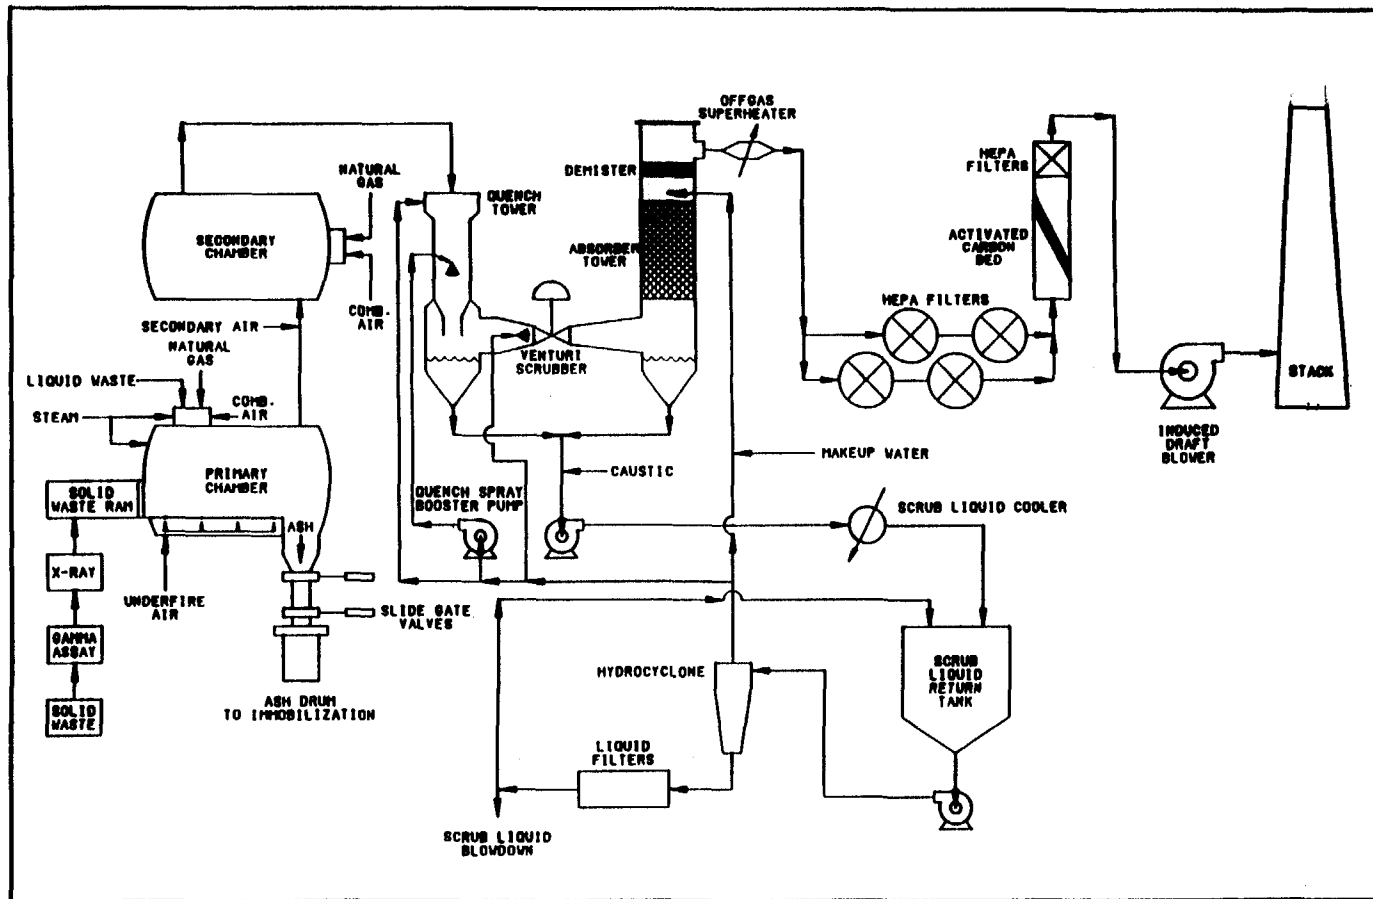 OFFGAS
SUPERHEATER
NATURAL
GAS
DEMISTER
HEPA
FILTERS
QUENCH
TOWER
SECONDARY
CHAMBER
ABSORBER
TOWER
ACTIVATED
CARBON
BED
COMB.
AIR
HEPA FILTERS
SECONDARY AIR
NATURAL
GAS
VENTURI
SCRUBBER
STACK
LIQUID WASTE
COMB.
AIR
STEAM
INDUCED
DRAFT
BLOWER
MAKEUP WATER
PRIMARY
CHAMBER
CAUSTIC
SOLID
WASTE RAM
QUENCH SPRAY
BOOSTER PUMP
SCRUB LIQUID COOLER
ASH
X-RAY
UNDERFIRE
AIR
SLIDE GATE
VALVES
GAMMA
ASSAY
HYDROCYCLONE
SCRUB
LIQUID
RETURN
TANK
SOLID
WASTE
ASH DRUM
TO IMMOBILIZATION
LIQUID
FILTERS
SCRUB LIQUID
BLOWDOWN